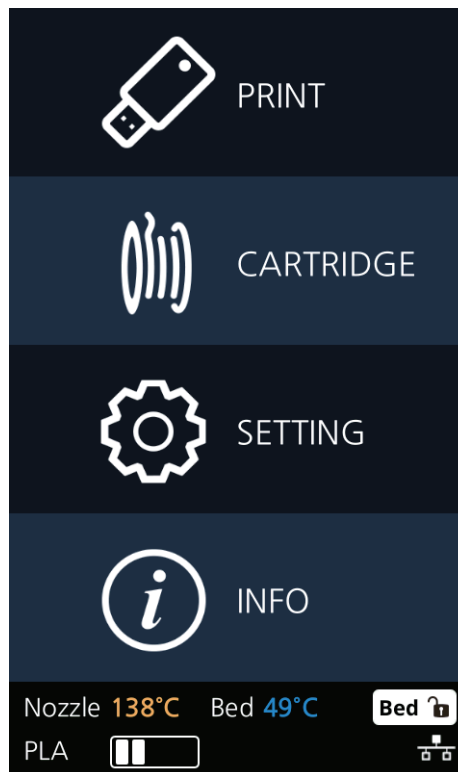 PRINT
CARTRIDGE
SETTING
INFO
Nozzle 138°C Bed 49°C Bed
PLA